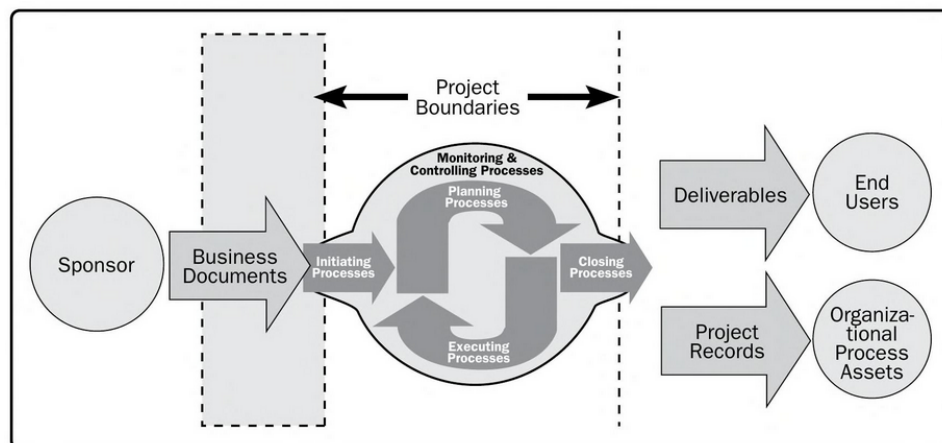 Project
Boundaries
Monitoring &
Controlling Processes
Planning
Processes
Sponsor
Business
Documents
Initiating
Processes
Closing
Processes
Executing
Processes
Deliverables
End
Users
Project
Records
Organiza-
tional
Process
Assets